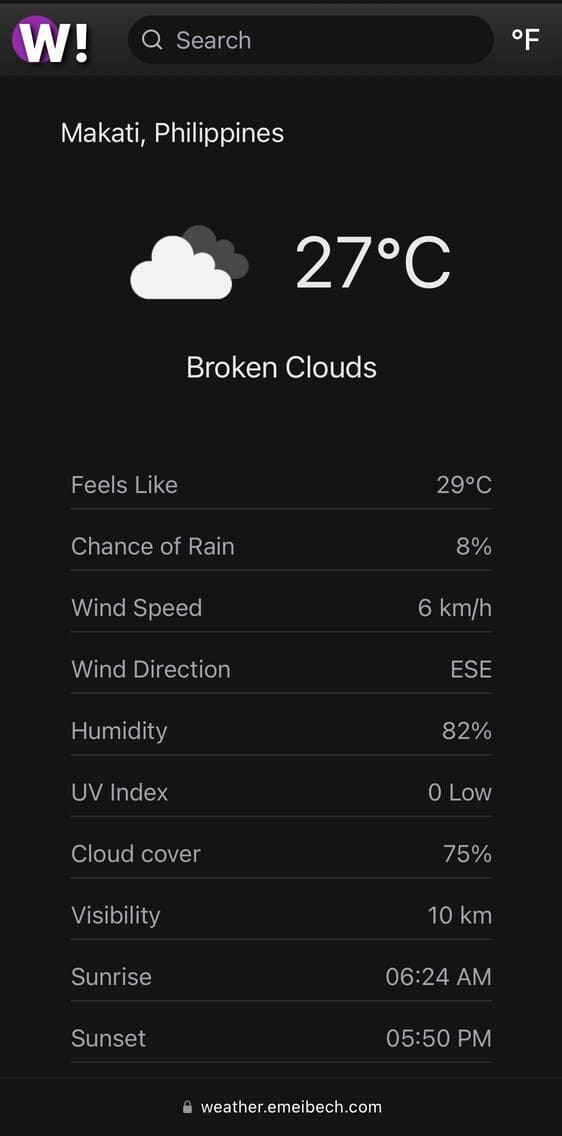 W! Search °F
Makati, Philippines
27°C
Broken Clouds
Feels Like 29°C
Chance of Rain 8%
Wind Speed 6 km/h
Wind Direction ESE
Humidity 82%
UV Index 0 Low
Cloud cover 75%
Visibility 10 km
Sunrise 06:24 AM
Sunset 05:50 PM
weather.emeibech.com